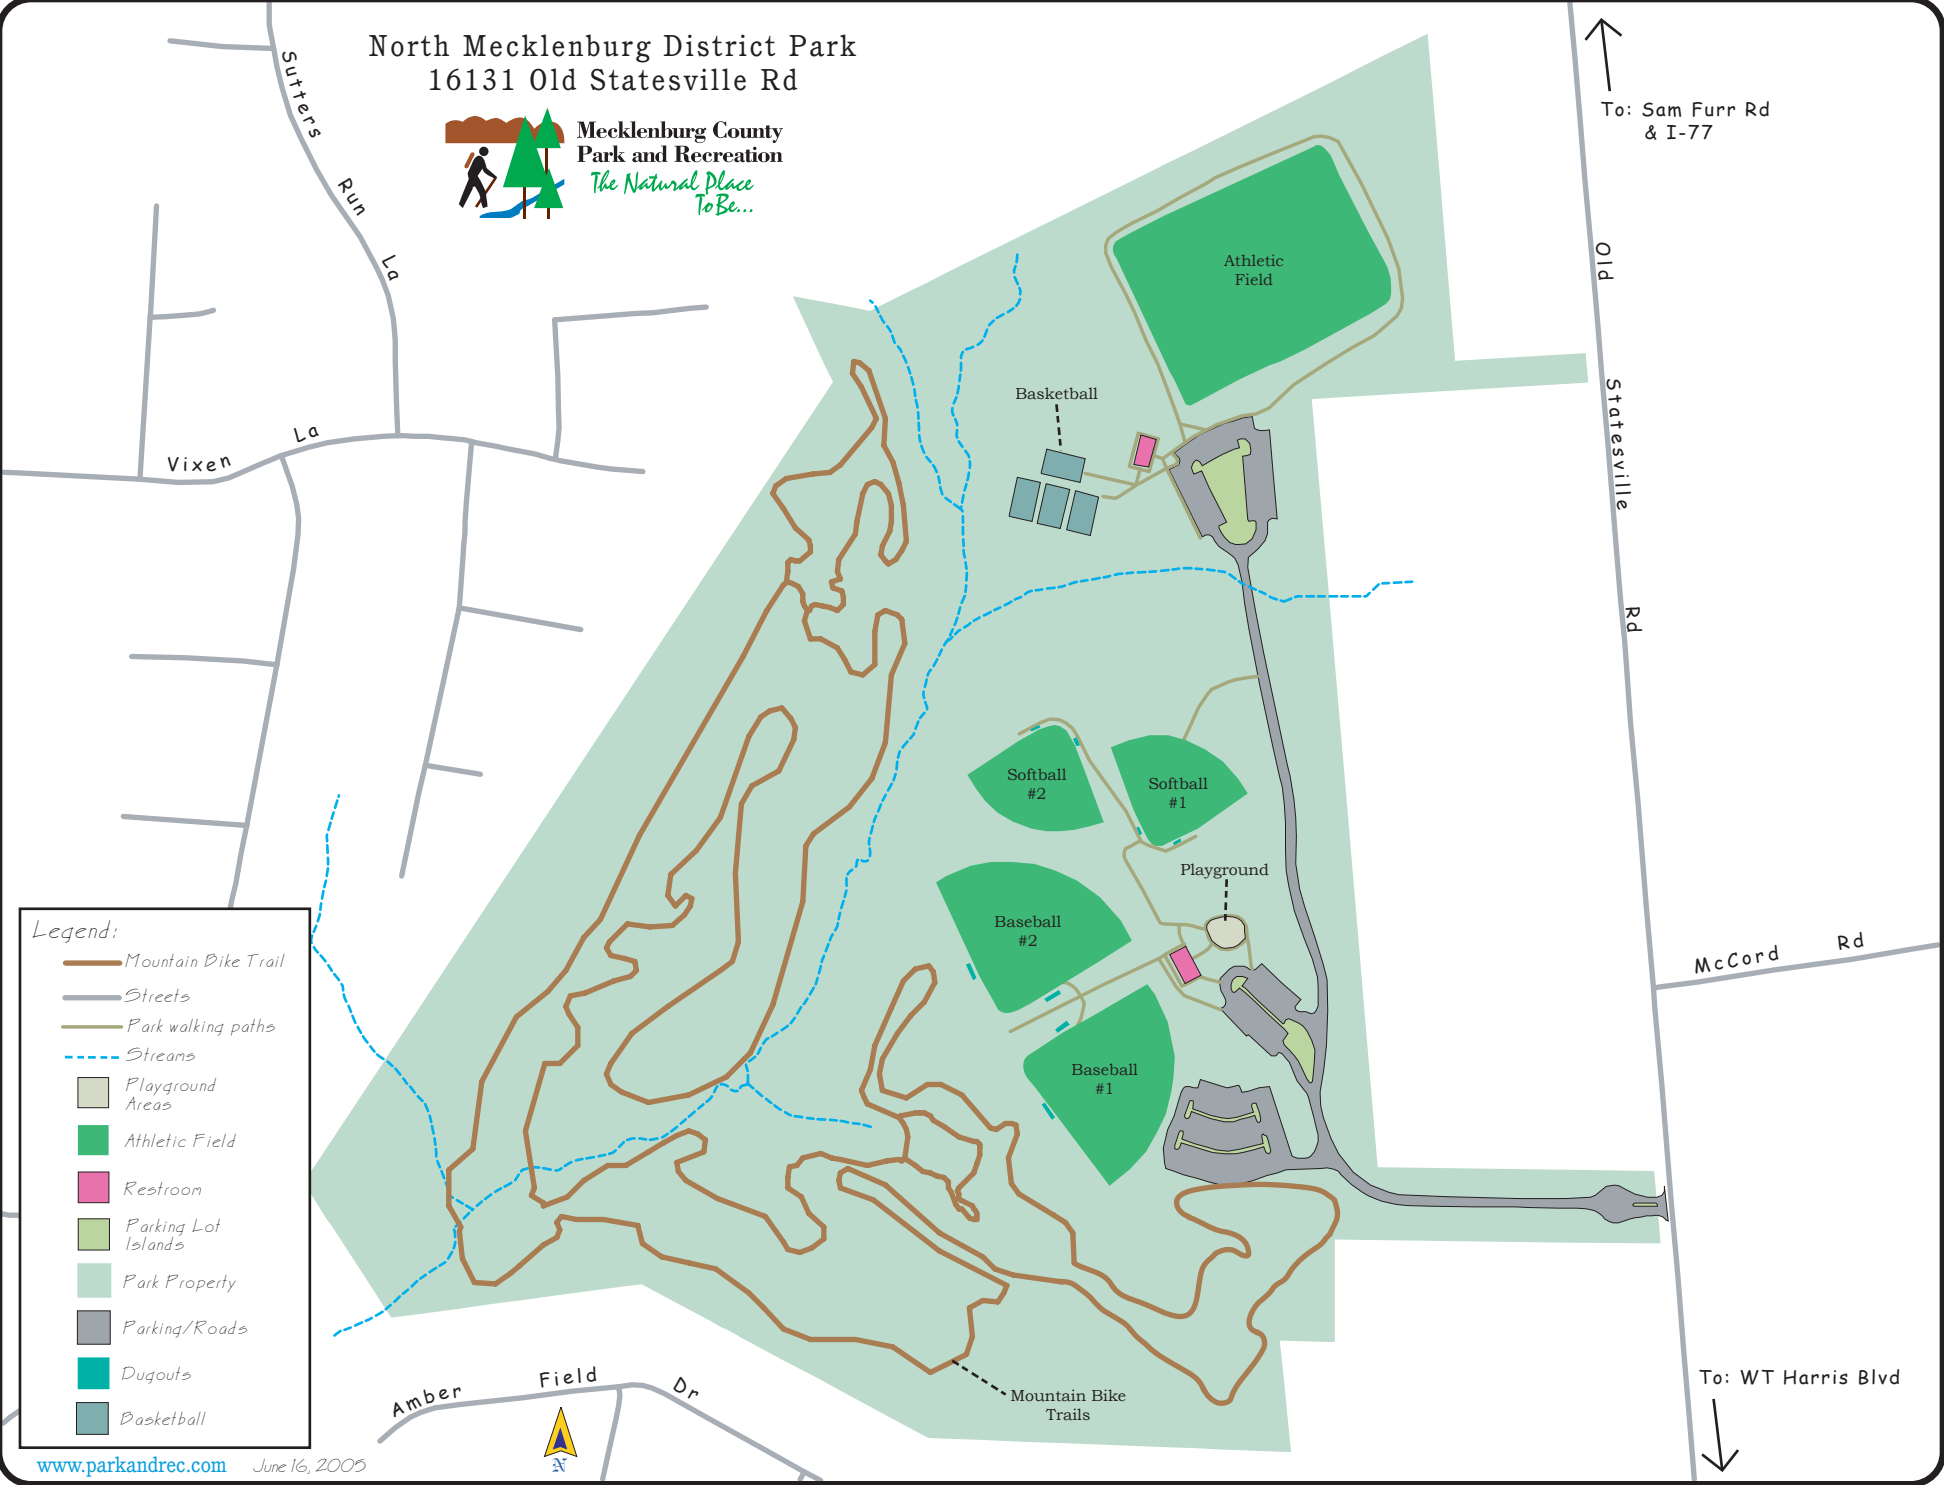 North Mecklenburg District Park
16131 Old Statesville Rd
Mecklenburg County
Park and Recreation
The Natural Place
To Be...
Sutters Run La
Vixen La
To: Sam Furr Rd
& I-77
Old Statesville Rd
Athletic
Field
Basketball
Softball
#2
Softball
#1
Playground
Baseball
#2
Baseball
#1
McCord Rd
Mountain Bike
Trails
To: WT Harris Blvd
Amber Field Dr
N
Legend:
Mountain Bike Trail
Streets
Park walking paths
Streams
Playground
Areas
Athletic Field
Restroom
Parking Lot
Islands
Park Property
Parking/Roads
Dugouts
Basketball
www.parkandrec.com
June 16, 2005